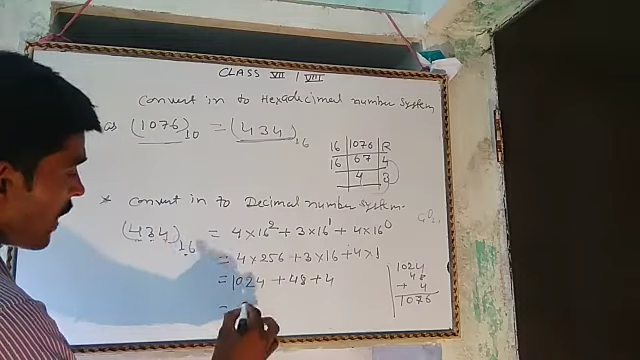 CLASS VII / VIII
Convert in to Hexadecimal number System
as (1076)10 = (434)16
16 1076 R
16 67 4
4 3
* Convert in to Decimal number System.
(434)16 = 4×16² + 3×16¹ + 4×16⁰
= 4×256 + 3×16 + 4×1
= 1024 + 48 + 4
=
1024
48
+ 4
1076